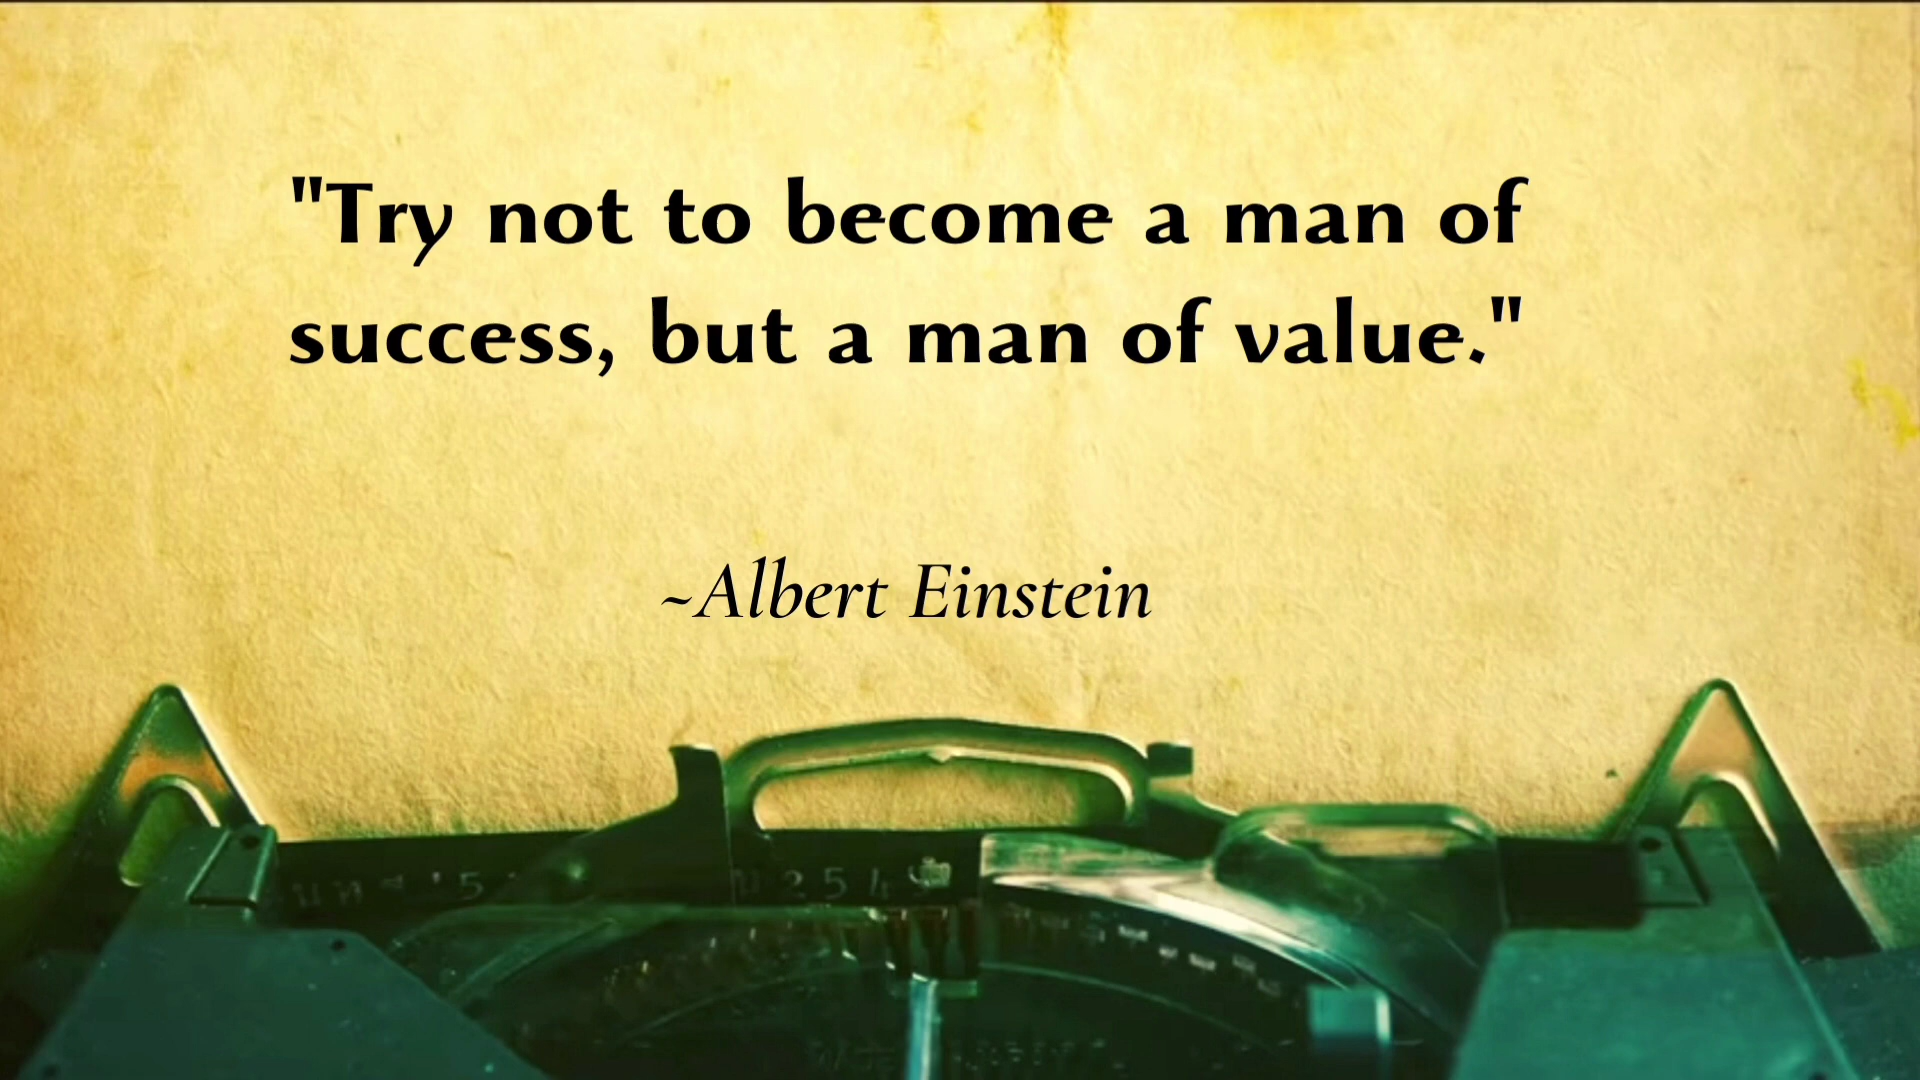 "Try not to become a man of
success, but a man of value."
~Albert Einstein